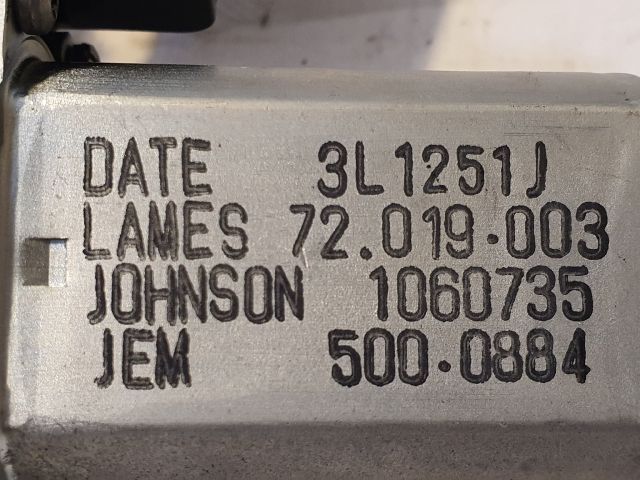 DATE 3L1251J
LAMES 72.019.003
JOHNSON 1060735
JEM 500.0884